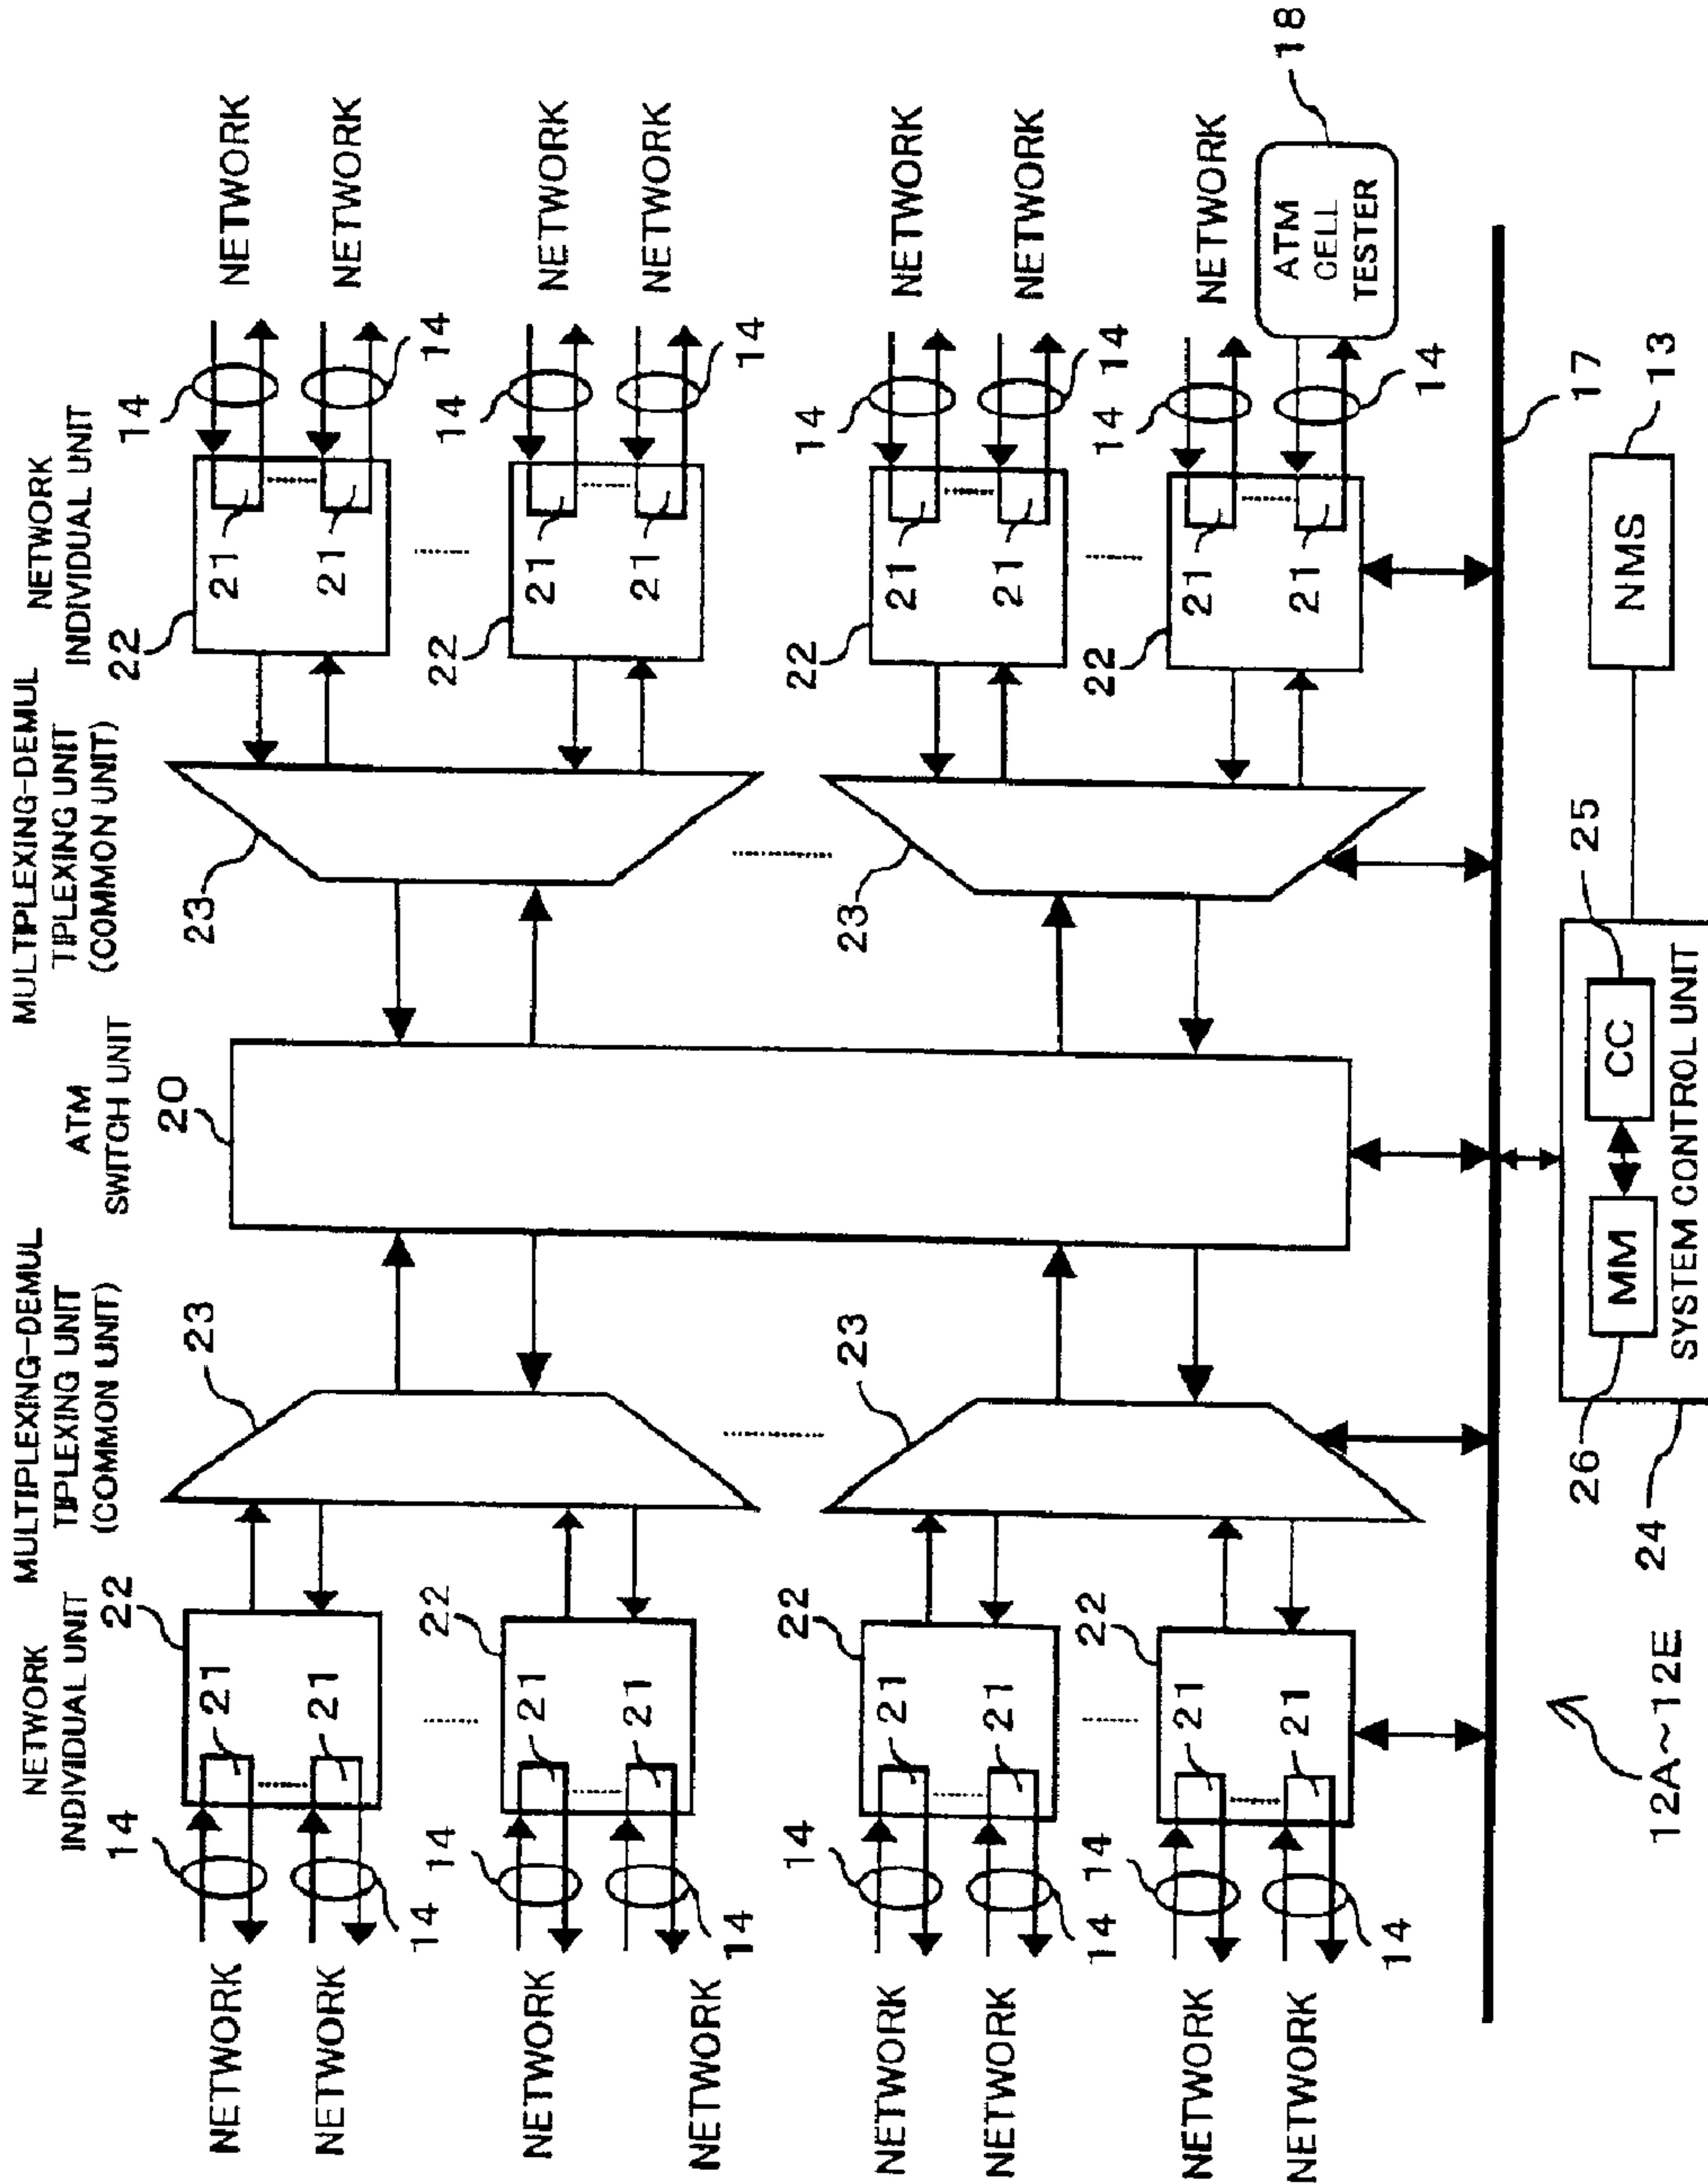 NETWORK
INDIVIDUAL UNIT
MULTIPLEXING-DEMUL
TIPLEXING UNIT
(COMMON UNIT)
ATM
SWITCH UNIT
MULTIPLEXING-DEMUL
TIPLEXING UNIT
(COMMON UNIT)
NETWORK
INDIVIDUAL UNIT
14
22
23
20
23
22
14
NETWORK
21
21
NETWORK
NETWORK
21
21
NETWORK
14
14
14
22
22
14
NETWORK
21
21
NETWORK
NETWORK
21
21
NETWORK
14
14
14
22
23
23
22
14
NETWORK
21
21
NETWORK
NETWORK
21
21
NETWORK
14
14
14
22
22
14
NETWORK
21
21
NETWORK
NETWORK
21
21
ATM
CELL
TESTER
18
14
14
17
12A~12E
24
26
MM
CC
25
SYSTEM CONTROL UNIT
NMS
13